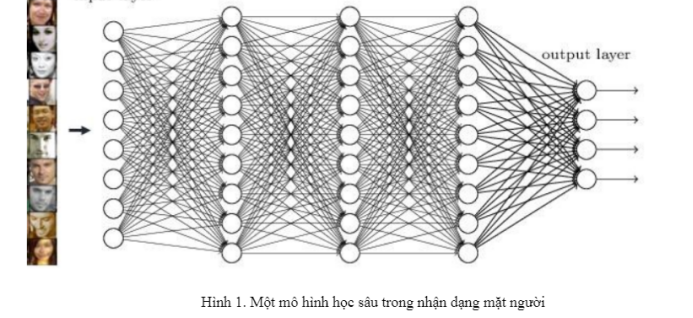 output layer
Hình 1. Một mô hình học sâu trong nhận dạng mặt người